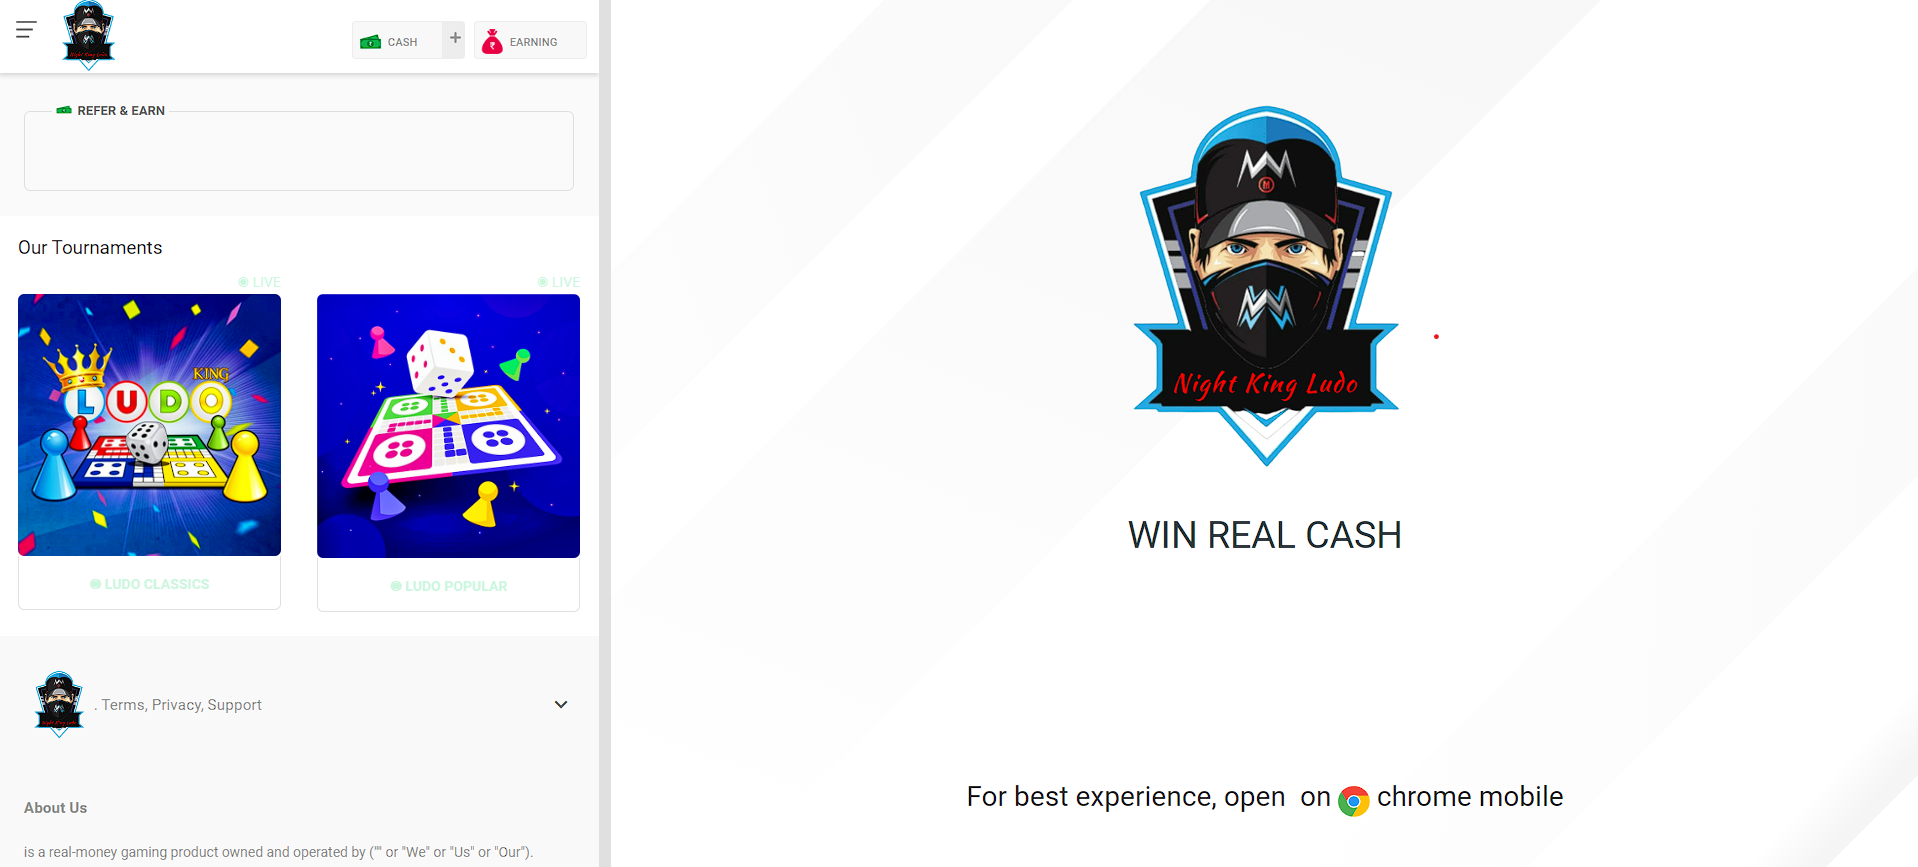 CASH
+
EARNING
REFER & EARN
Our Tournaments
LIVE
LIVE
KING
LUDO
LUDO CLASSICS
LUDO POPULAR
. Terms, Privacy, Support
About Us
is a real-money gaming product owned and operated by ("" or "We" or "Us" or "Our").
M
Night King Ludo
WIN REAL CASH
For best experience, open on chrome mobile